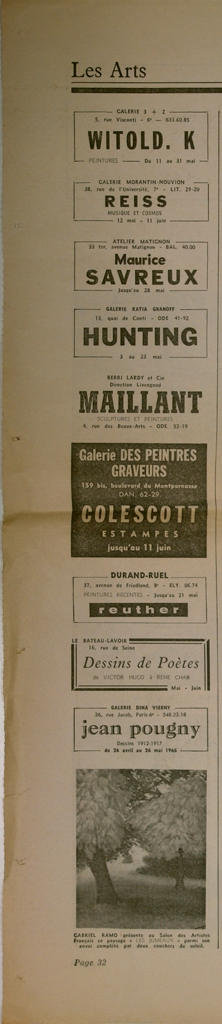 Les Arts
GALERIE 3 4 2
5, rue Visconti - 6e — 633.60.85
WITOLD. K
PEINTURES — Du 11 au 31 mai
GALERIE MORANTIN-NOUVION
38, rue de l'Université, 7e - LIT. 29-20
REISS
MUSIQUE ET COSMOS
12 mai - 11 juin
ATELIER MATIGNON
33 ter, avenue Matignon - BAL. 40.00
Maurice
SAVREUX
Jusqu'au 28 mai
GALERIE KATIA GRANOFF
13, quai de Conti - ODE 41-92
HUNTING
3 au 23 mai
BERRI LARDY et Cie
Direction
MAILLANT
SCULPTURES ET PEINTURES
4, rue des Beaux-Arts - ODE. 52-19
Galerie DES PEINTRES
GRAVEURS
159 bis, boulevard du Montparnasse
DAN. 62-29
COLESCOTT
ESTAMPES
jusqu'au 11 juin
DURAND-RUEL
37, avenue de Friedland, 8e - ELY. 06.74
PEINTURES RECENTES - Jusqu'au 21 mai
reuther
LE BATEAU-LAVOIR
16, rue de Seine
Dessins de Poètes
de VICTOR HUGO à RENE CHAR
Mai - Juin
GALERIE DINA VIERNY
36, rue Jacob, Paris-6e - 548.23.18
jean pougny
Dessins 1912-1917
du 26 avril au 26 mai 1966
GABRIEL RAMO présente au Salon des Artistes
Français ce paysage « LES JUMEAUX » parmi son
envoi complété par deux couchers de soleil.
Page 32